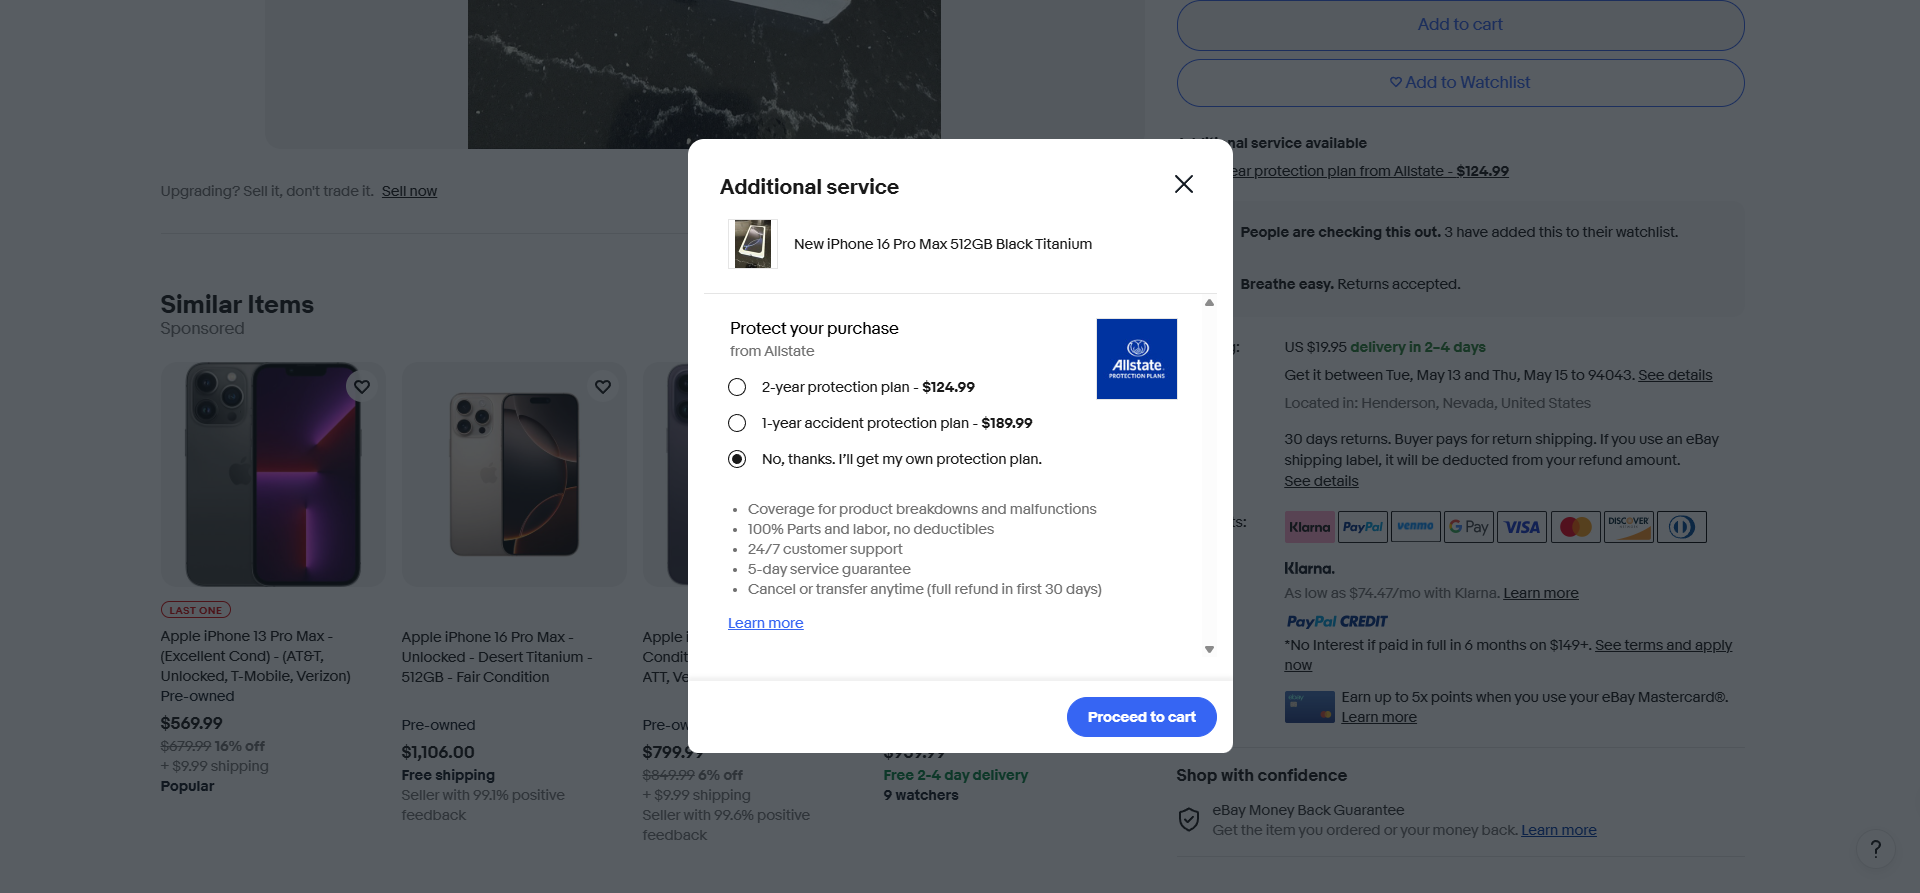 Add to cart
Add to Watchlist
nal service available
ear protection plan from Allstate - $124.99
People are checking this out. 3 have added this to their watchlist.
Breathe easy. Returns accepted.
US $19.95 delivery in 2–4 days
Get it between Tue, May 13 and Thu, May 15 to 94043. See details
Located in: Henderson, Nevada, United States
30 days returns. Buyer pays for return shipping. If you use an eBay
shipping label, it will be deducted from your refund amount.
See details
ts:
Klarna PayPal venmo G Pay VISA DISCOVER
Klarna.
As low as $74.47/mo with Klarna. Learn more
PayPal CREDIT
*No Interest if paid in full in 6 months on $149+. See terms and apply
now
Earn up to 5x points when you use your eBay Mastercard®.
Learn more
Shop with confidence
eBay Money Back Guarantee
Get the item you ordered or your money back. Learn more
?
Upgrading? Sell it, don't trade it. Sell now
Similar Items
Sponsored
LAST ONE
Apple iPhone 13 Pro Max -
(Excellent Cond) - (AT&T,
Unlocked, T-Mobile, Verizon)
Pre-owned
$569.99
$679.99 16% off
+ $9.99 shipping
Popular
Apple iPhone 16 Pro Max -
Unlocked - Desert Titanium -
512GB - Fair Condition
Pre-owned
$1,106.00
Free shipping
Seller with 99.1% positive
feedback
Apple i
Condit
ATT, Ve
Pre-ow
$799.99
$849.99 6% off
+ $9.99 shipping
Seller with 99.6% positive
feedback
$959.99
Free 2-4 day delivery
9 watchers
Additional service
New iPhone 16 Pro Max 512GB Black Titanium
Protect your purchase
from Allstate
Allstate
PROTECTION PLANS
2-year protection plan - $124.99
1-year accident protection plan - $189.99
No, thanks. I’ll get my own protection plan.
• Coverage for product breakdowns and malfunctions
• 100% Parts and labor, no deductibles
• 24/7 customer support
• 5-day service guarantee
• Cancel or transfer anytime (full refund in first 30 days)
Learn more
Proceed to cart